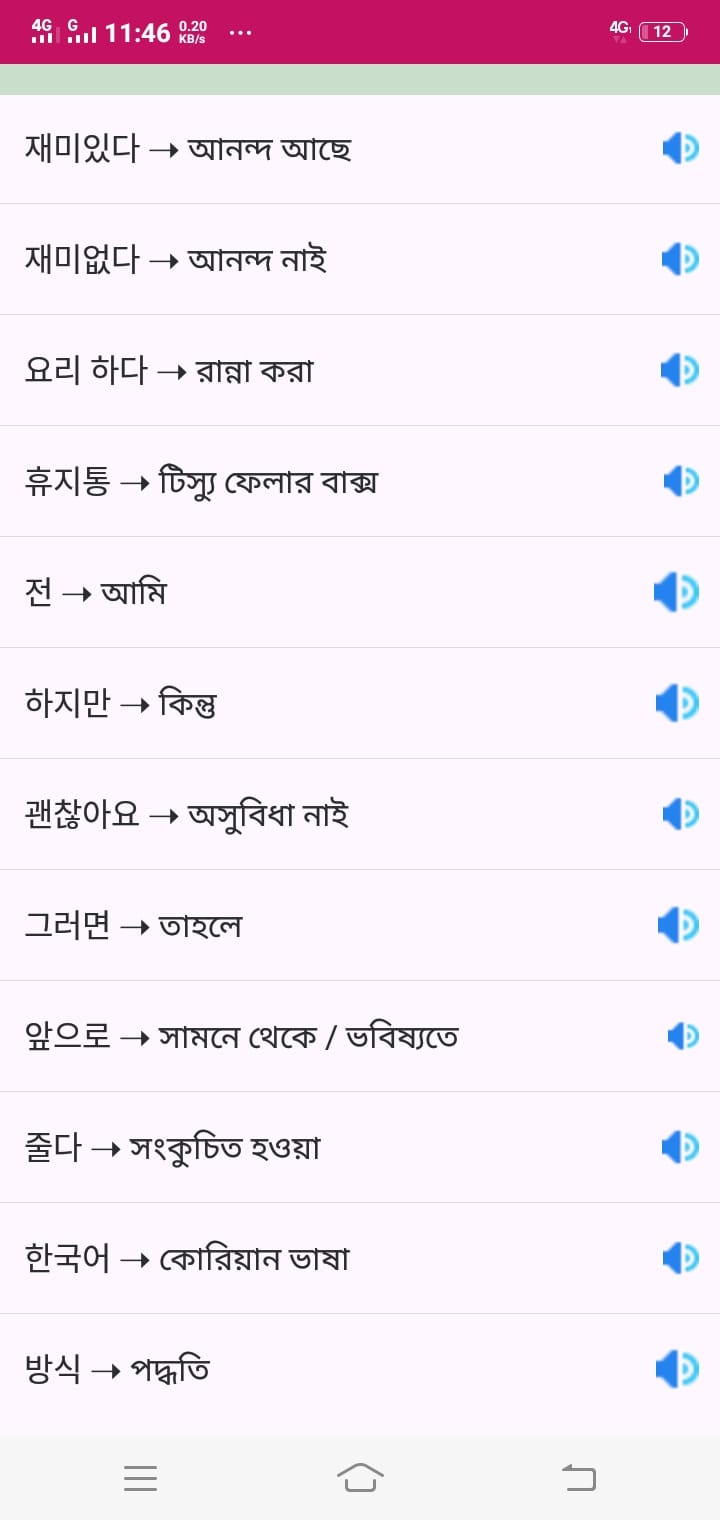 4G G 11:46 0.20 KB/s ... 4G 12
재미있다 → আনন্দ আছে
재미없다 → আনন্দ নাই
요리 하다 → রান্না করা
휴지통 → টিস্যু ফেলার বাক্স
전 → আমি
하지만 → কিন্তু
괜찮아요 → অসুবিধা নাই
그러면 → তাহলে
앞으로 → সামনে থেকে / ভবিষ্যতে
줄다 → সংকুচিত হওয়া
한국어 → কোরিয়ান ভাষা
방식 → পদ্ধতি